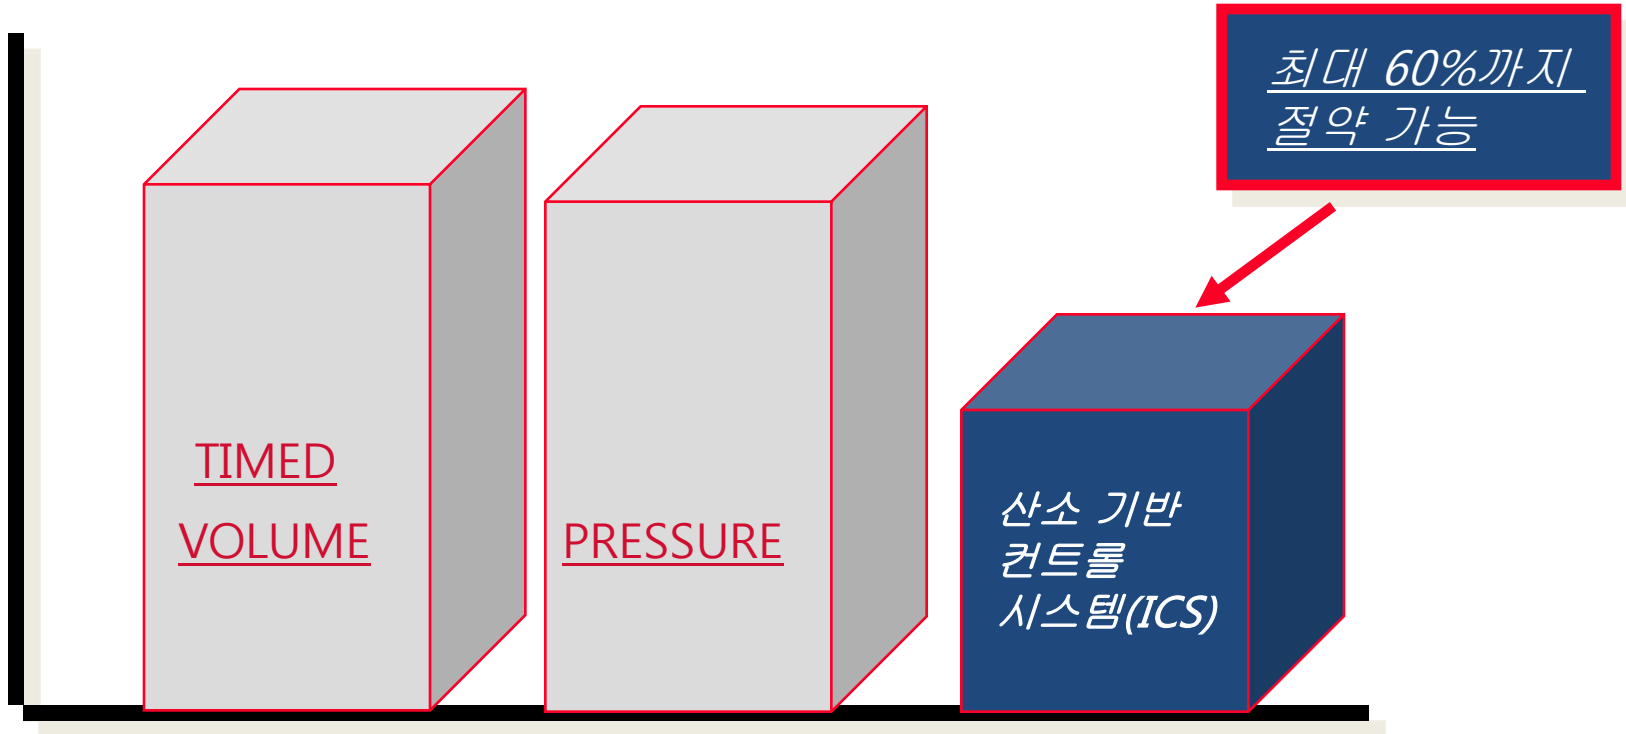 최대 60%까지
절약 가능
TIMED
VOLUME
PRESSURE
산소 기반
컨트롤
시스템(ICS)